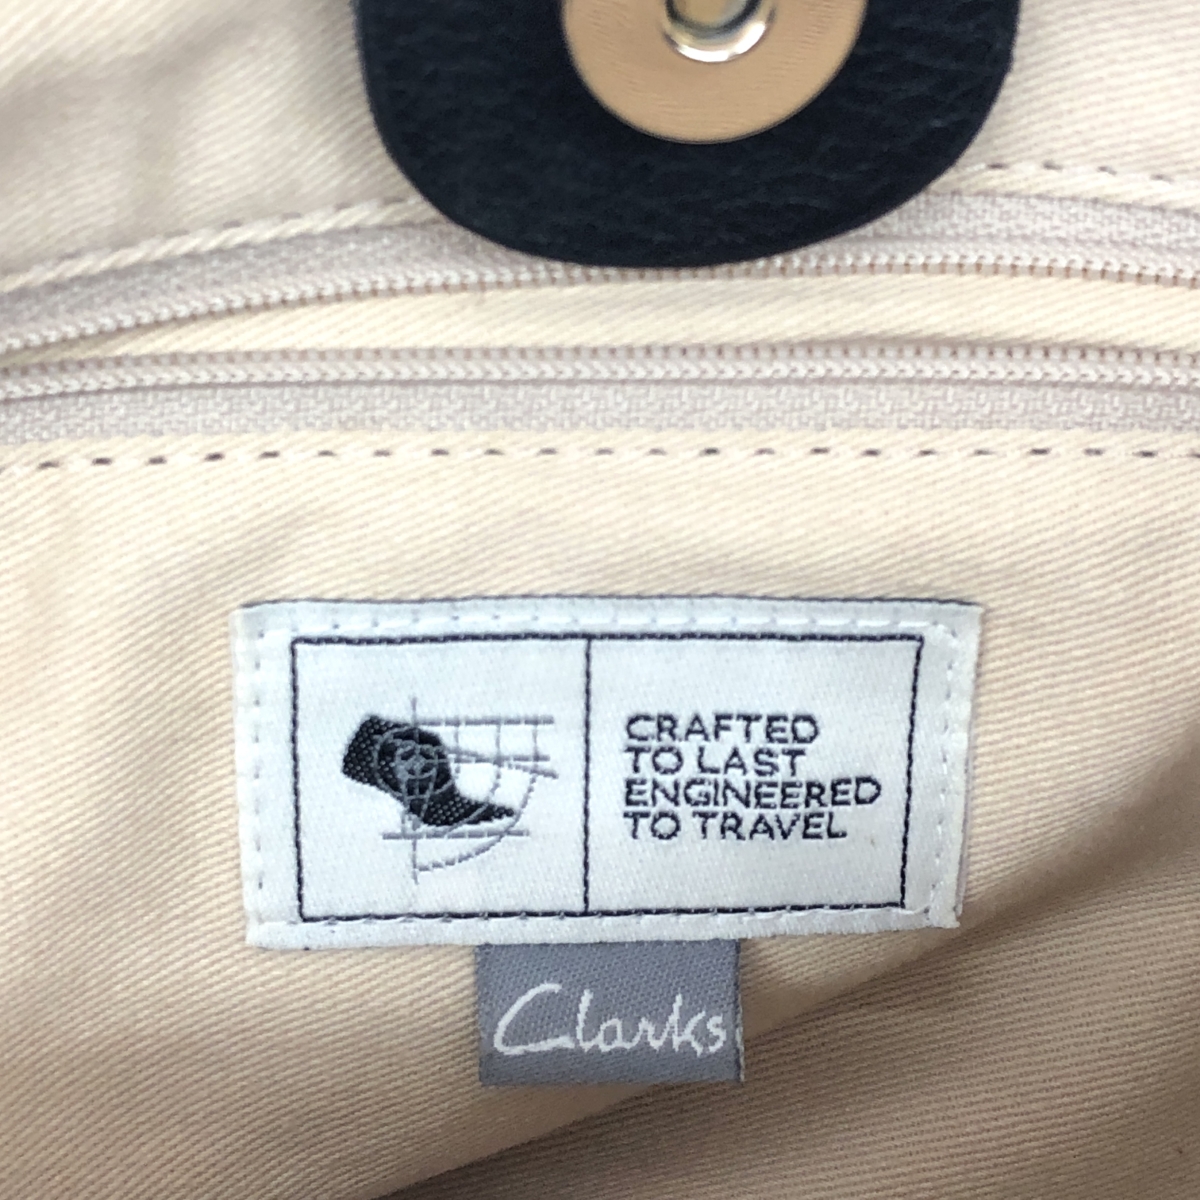 CRAFTED
TO LAST
ENGINEERED
TO TRAVEL
Clarks